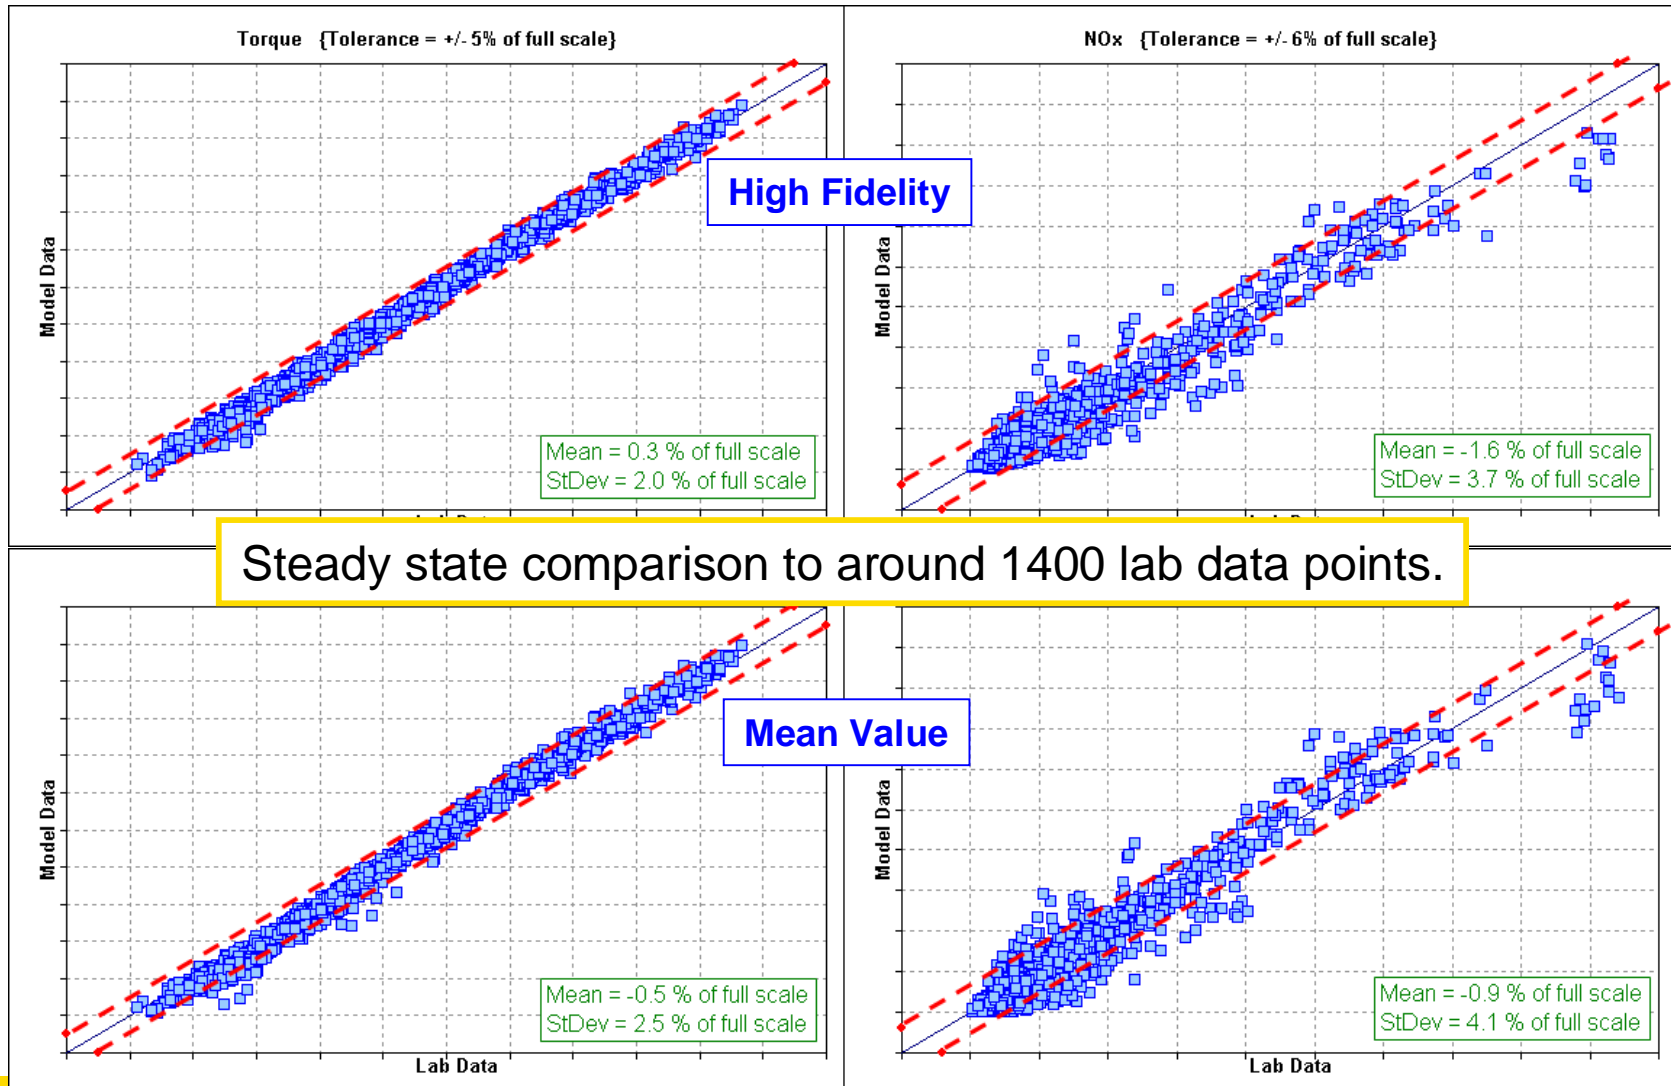 Torque {Tolerance = +/- 5% of full scale}
NOx {Tolerance = +/- 6% of full scale}
Model Data
Model Data
High Fidelity
Mean = 0.3 % of full scale
StDev = 2.0 % of full scale
Mean = -1.6 % of full scale
StDev = 3.7 % of full scale
Steady state comparison to around 1400 lab data points.
Model Data
Model Data
Mean Value
Mean = -0.5 % of full scale
StDev = 2.5 % of full scale
Mean = -0.9 % of full scale
StDev = 4.1 % of full scale
Lab Data
Lab Data